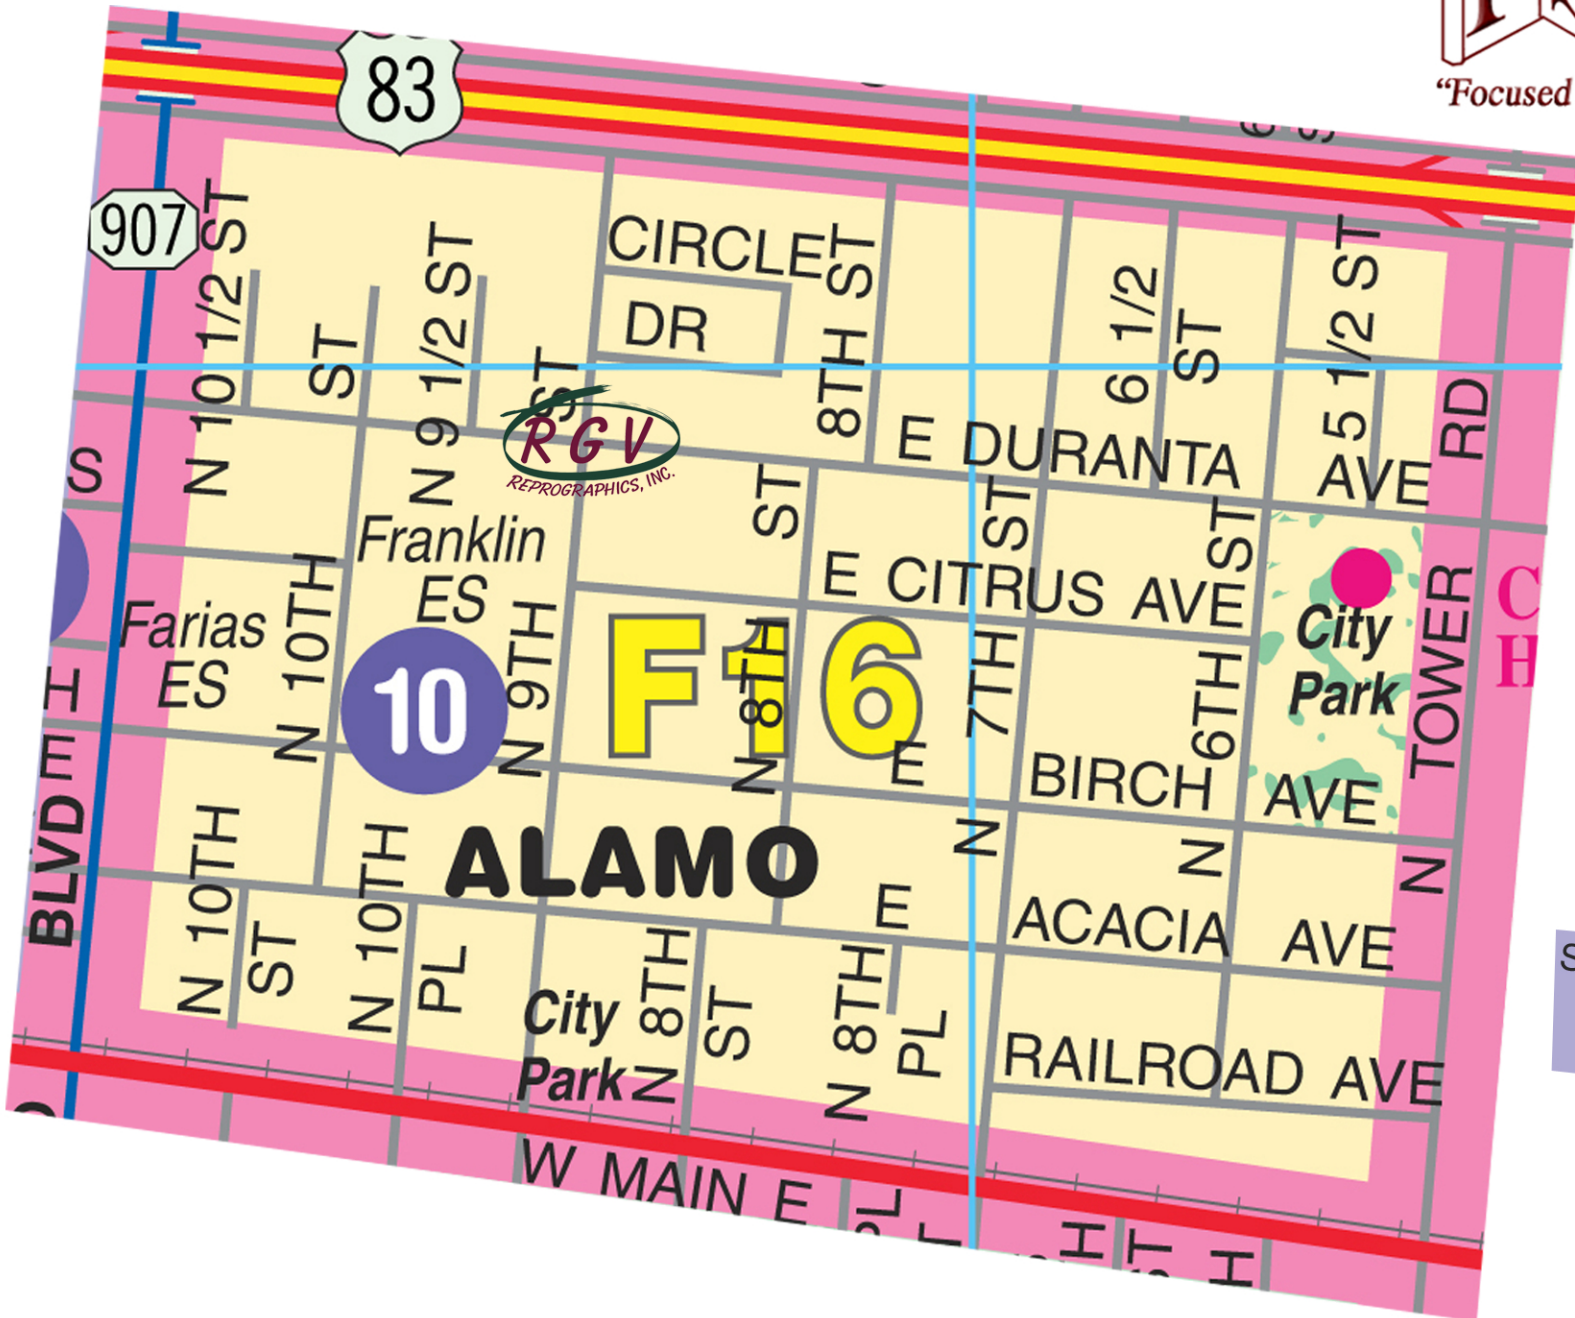 "Focused
83
907
N 10 1/2 ST
ST
N 9 1/2 ST
ST
CIRCLE
DR
8TH ST
6 1/2
ST
5 1/2 ST
RD
E DURANTA AVE
RGV
REPROGRAPHICS, INC.
S
ST
ST
ST
Franklin
ES
E CITRUS AVE
Farias
ES
N 10TH
10
N 9TH
F16
N 8TH
7TH
N
6TH
N
City
Park
TOWER
N
C
H
E BIRCH AVE
H
E
BLVD
ALAMO
E ACACIA AVE
N 10TH
ST
N 10TH
PL
City
Park
N 8TH
ST
N 8TH
PL
RAILROAD AVE
W MAIN E
PL
T
H
ST
H
S